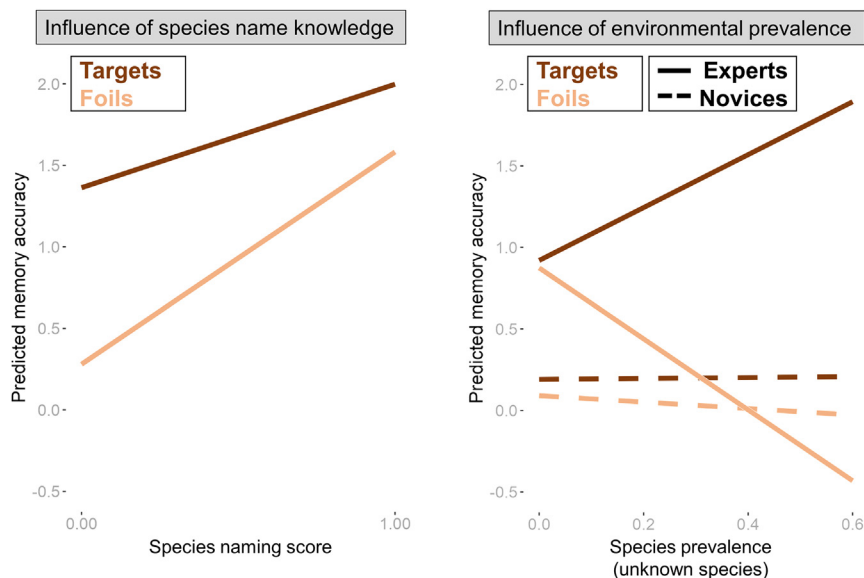 Influence of species name knowledge
Targets
Foils
Predicted memory accuracy
2.0
1.5
1.0
0.5
0.0
-0.5
0.00
1.00
Species naming score
Influence of environmental prevalence
Targets
Foils
Experts
Novices
Predicted memory accuracy
2.0
1.5
1.0
0.5
0.0
-0.5
0.0
0.2
0.4
0.6
Species prevalence
(unknown species)